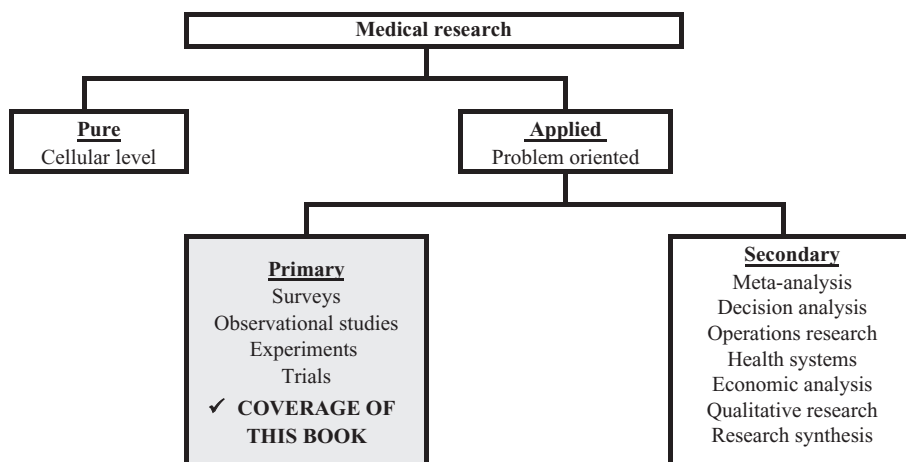 Medical research
Pure
Cellular level
Applied
Problem oriented
Primary
Surveys
Observational studies
Experiments
Trials
✓ COVERAGE OF
THIS BOOK
Secondary
Meta-analysis
Decision analysis
Operations research
Health systems
Economic analysis
Qualitative research
Research synthesis